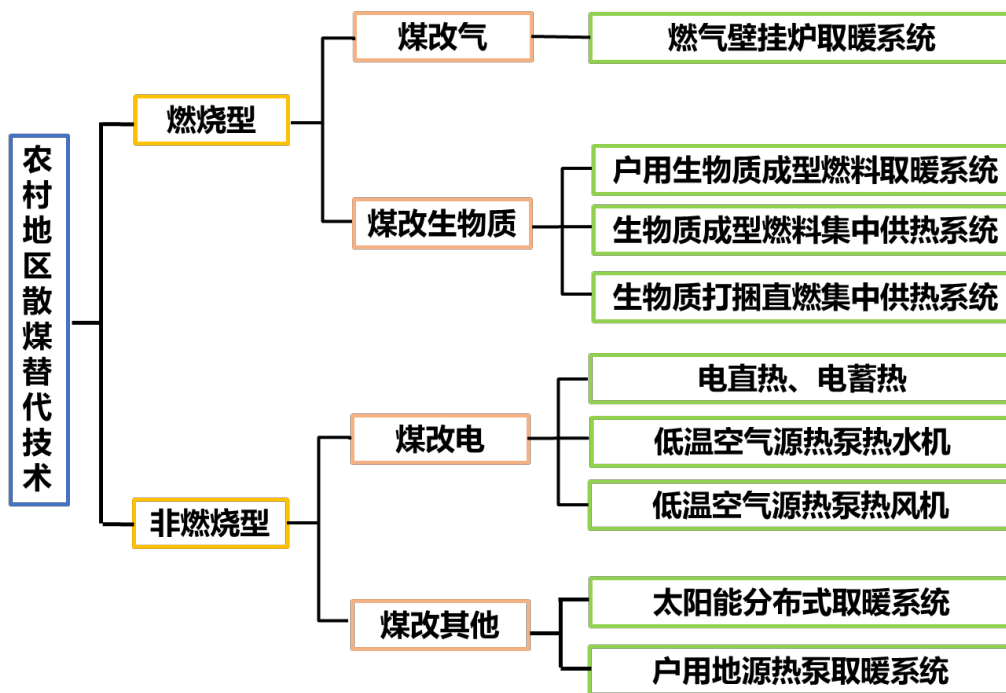 农村地区散煤替代技术
燃烧型
煤改气
燃气壁挂炉取暖系统
煤改生物质
户用生物质成型燃料取暖系统
生物质成型燃料集中供热系统
生物质打捆直燃集中供热系统
非燃烧型
煤改电
电直热、电蓄热
低温空气源热泵热水机
低温空气源热泵热风机
煤改其他
太阳能分布式取暖系统
户用地源热泵取暖系统